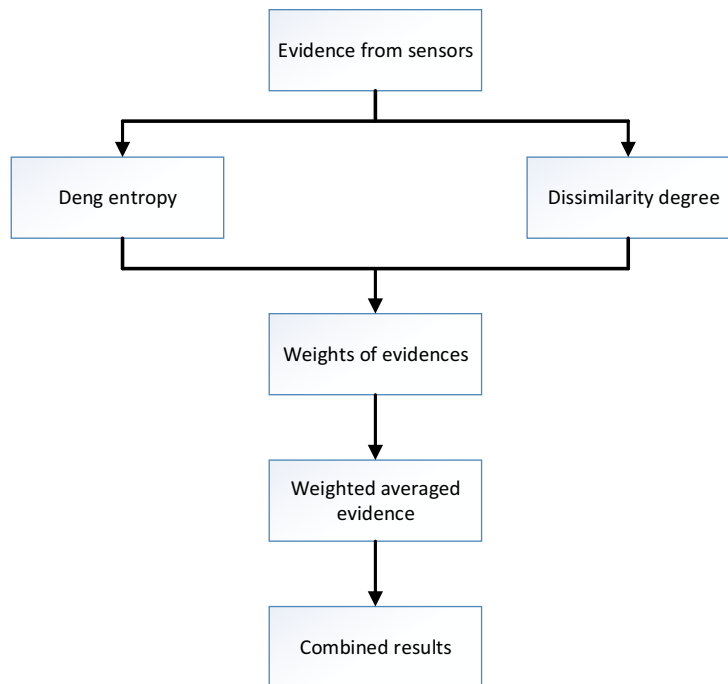 Evidence from sensors
Deng entropy
Dissimilarity degree
Weights of evidences
Weighted averaged
evidence
Combined results